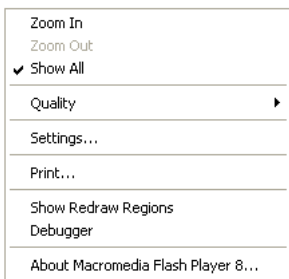 Zoom In
Zoom Out
Show All
Quality
Settings...
Print...
Show Redraw Regions
Debugger
About Macromedia Flash Player 8...